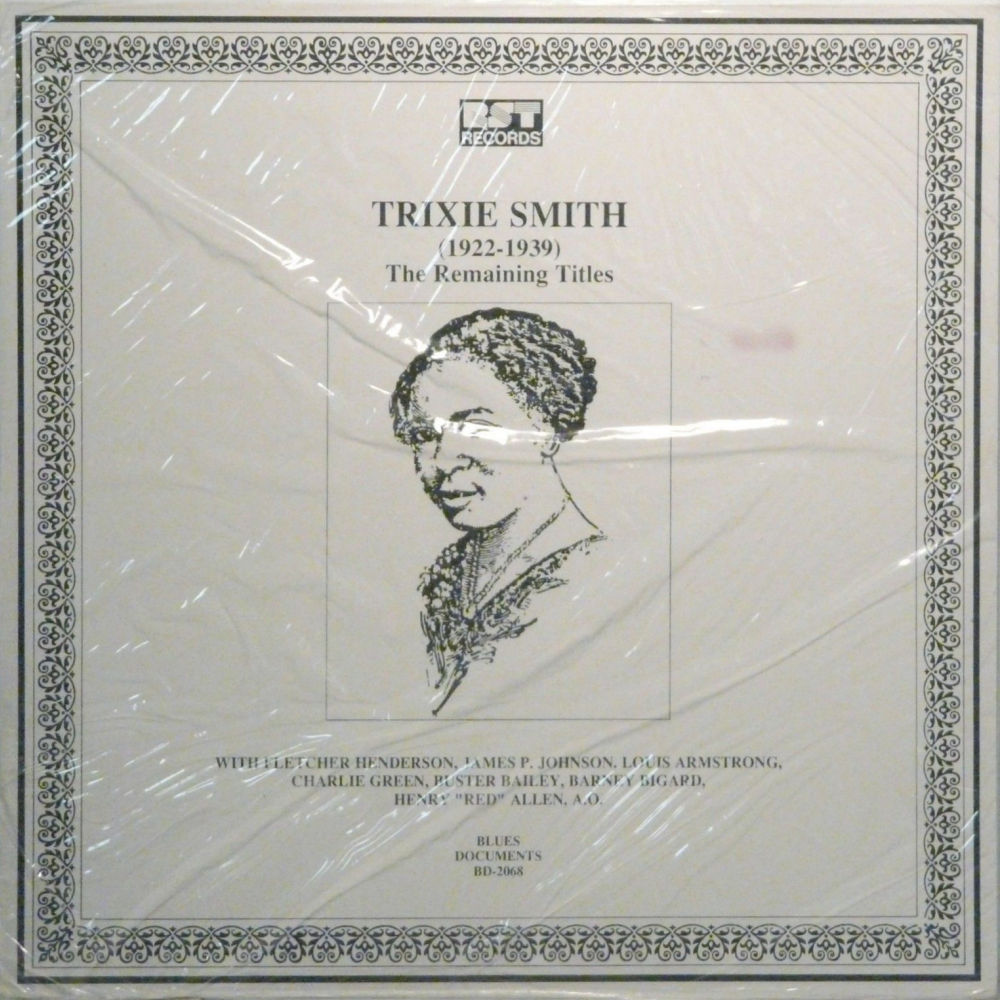 BST
RECORDS
TRIXIE SMITH
(1922-1939)
The Remaining Titles
WITH FLETCHER HENDERSON, JAMES P. JOHNSON, LOUIS ARMSTRONG,
CHARLIE GREEN, BUSTER BAILEY, BARNEY BIGARD,
HENRY "RED" ALLEN, A.O.
BLUES
DOCUMENTS
BD-2068